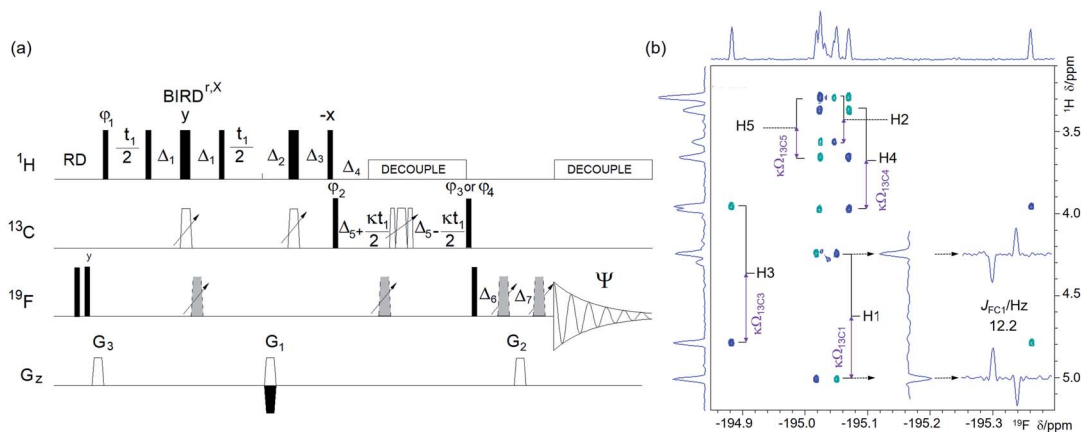 (a)
BIRD^r,X
φ1 y -x
RD t1/2 Δ1 Δ1 t1/2 Δ2 Δ3 Δ4
¹H DECOUPLE DECOUPLE
φ2 φ3 or φ4
¹³C Δ5+ κt1/2 Δ5- κt1/2
y
¹⁹F Δ6 Δ7 Ψ
G3 G1 G2
Gz
(b)
¹H δ/ppm
3.5
4.0
4.5
5.0
H5 H2
κΩ13C5
H4
κΩ13C4
H3
κΩ13C3
H1
κΩ13C1
JFC1/Hz
12.2
-194.9 -195.0 -195.1 -195.2 -195.3 ¹⁹F δ/ppm